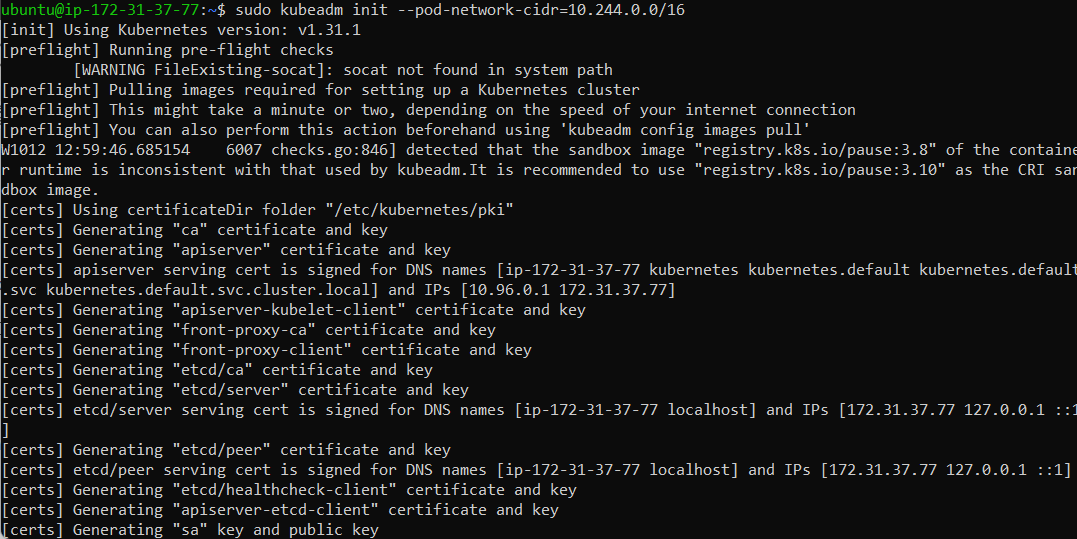 ubuntu@ip-172-31-37-77:~$ sudo kubeadm init --pod-network-cidr=10.244.0.0/16
[init] Using Kubernetes version: v1.31.1
[preflight] Running pre-flight checks
        [WARNING FileExisting-socat]: socat not found in system path
[preflight] Pulling images required for setting up a Kubernetes cluster
[preflight] This might take a minute or two, depending on the speed of your internet connection
[preflight] You can also perform this action beforehand using 'kubeadm config images pull'
W1012 12:59:46.685154    6007 checks.go:846] detected that the sandbox image "registry.k8s.io/pause:3.8" of the containe
r runtime is inconsistent with that used by kubeadm.It is recommended to use "registry.k8s.io/pause:3.10" as the CRI san
dbox image.
[certs] Using certificateDir folder "/etc/kubernetes/pki"
[certs] Generating "ca" certificate and key
[certs] Generating "apiserver" certificate and key
[certs] apiserver serving cert is signed for DNS names [ip-172-31-37-77 kubernetes kubernetes.default kubernetes.default
.svc kubernetes.default.svc.cluster.local] and IPs [10.96.0.1 172.31.37.77]
[certs] Generating "apiserver-kubelet-client" certificate and key
[certs] Generating "front-proxy-ca" certificate and key
[certs] Generating "front-proxy-client" certificate and key
[certs] Generating "etcd/ca" certificate and key
[certs] Generating "etcd/server" certificate and key
[certs] etcd/server serving cert is signed for DNS names [ip-172-31-37-77 localhost] and IPs [172.31.37.77 127.0.0.1 ::1
]
[certs] Generating "etcd/peer" certificate and key
[certs] etcd/peer serving cert is signed for DNS names [ip-172-31-37-77 localhost] and IPs [172.31.37.77 127.0.0.1 ::1]
[certs] Generating "etcd/healthcheck-client" certificate and key
[certs] Generating "apiserver-etcd-client" certificate and key
[certs] Generating "sa" key and public key